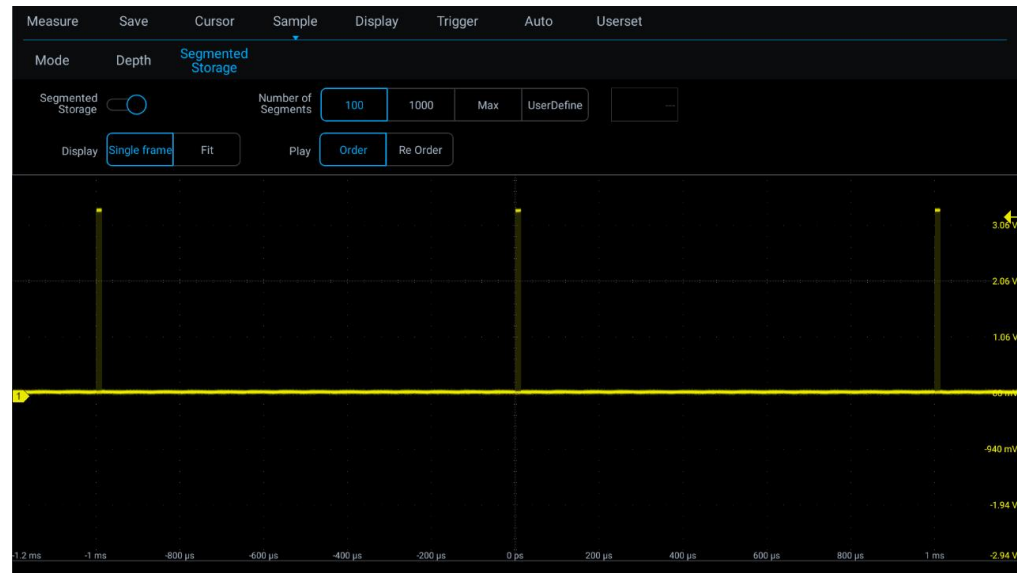 Measure Save Cursor Sample Display Trigger Auto Userset
Mode Depth Segmented Storage
Segmented Storage Number of Segments 100 1000 Max UserDefine ---
Display Single frame Fit Play Order Re Order
3.06 V
2.06 V
1.06 V
1
60 mV
-940 mV
-1.94 V
-1.2 ms -1 ms -800 µs -600 µs -400 µs -200 µs 0 ps 200 µs 400 µs 600 µs 800 µs 1 ms -2.94 V